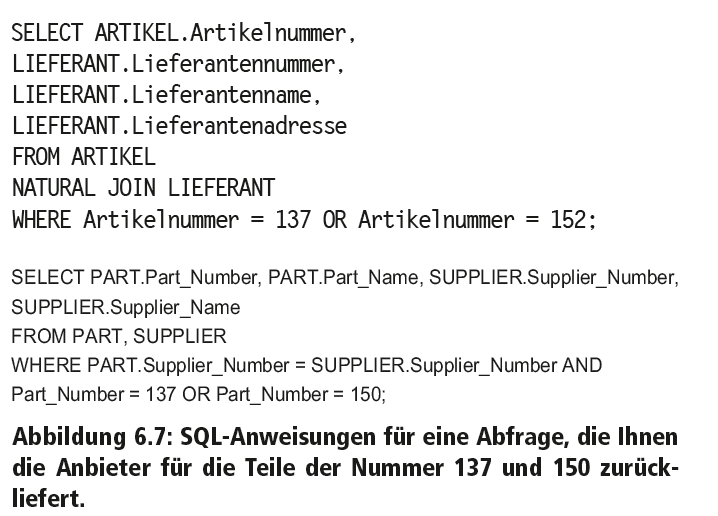 SELECT ARTIKEL.Artikelnummer,
LIEFERANT.Lieferantennummer,
LIEFERANT.Lieferantenname,
LIEFERANT.Lieferantenadresse
FROM ARTIKEL
NATURAL JOIN LIEFERANT
WHERE Artikelnummer = 137 OR Artikelnummer = 152;
SELECT PART.Part_Number, PART.Part_Name, SUPPLIER.Supplier_Number,
SUPPLIER.Supplier_Name
FROM PART, SUPPLIER
WHERE PART.Supplier_Number = SUPPLIER.Supplier_Number AND
Part_Number = 137 OR Part_Number = 150;
Abbildung 6.7: SQL-Anweisungen für eine Abfrage, die Ihnen
die Anbieter für die Teile der Nummer 137 und 150 zurück-
liefert.